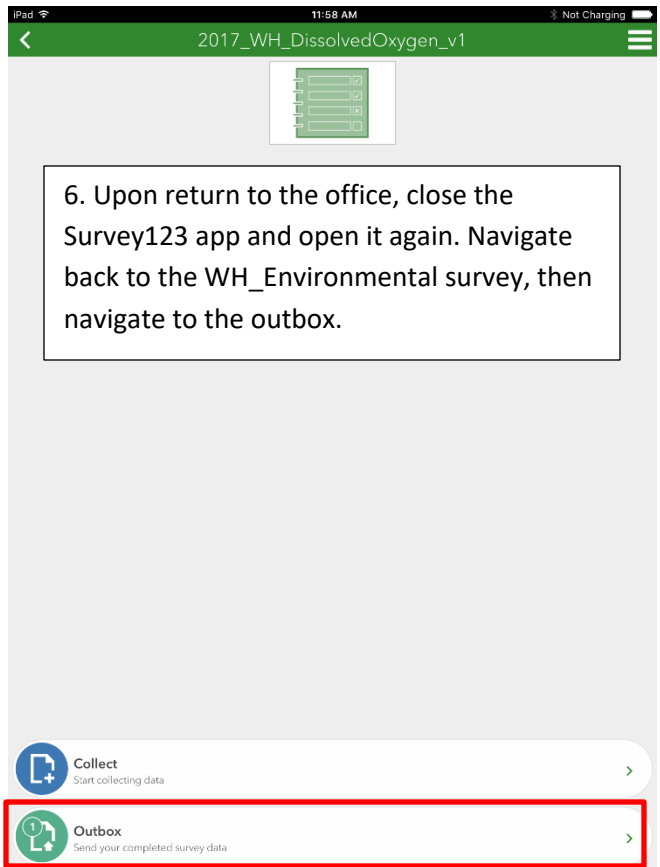 iPad 11:58 AM Not Charging
2017_WH_DissolvedOxygen_v1
6. Upon return to the office, close the
Survey123 app and open it again. Navigate
back to the WH_Environmental survey, then
navigate to the outbox.
Collect
Start collecting data
1
Outbox
Send your completed survey data